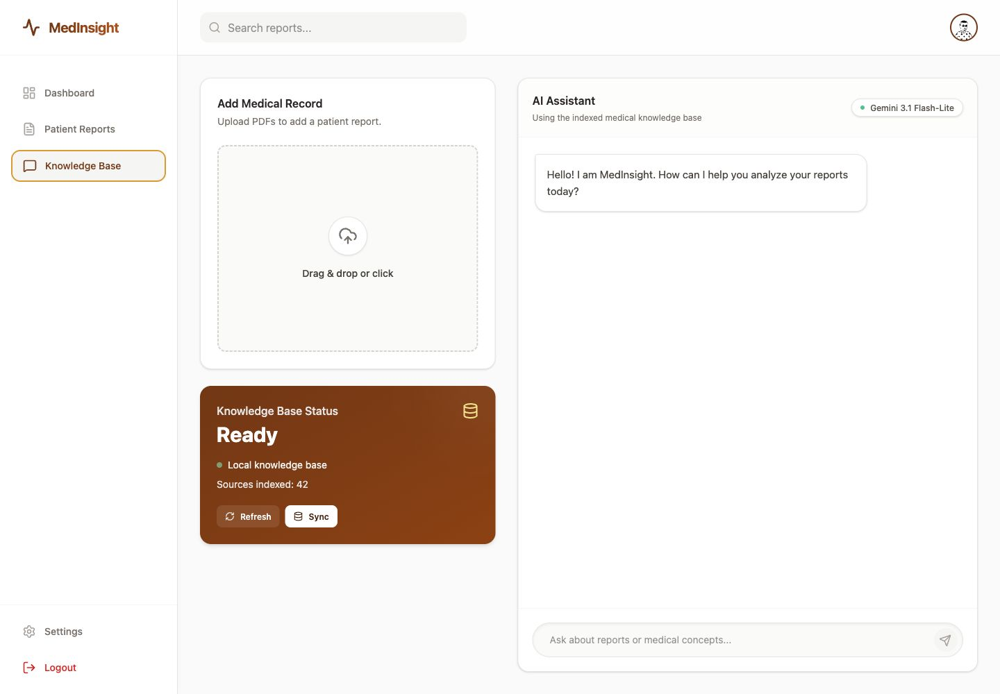 MedInsight
Search reports...
Dashboard
Patient Reports
Knowledge Base
Settings
Logout
Add Medical Record
Upload PDFs to add a patient report.
Drag & drop or click
Knowledge Base Status
Ready
Local knowledge base
Sources indexed: 42
Refresh
Sync
AI Assistant
Using the indexed medical knowledge base
Gemini 3.1 Flash-Lite
Hello! I am MedInsight. How can I help you analyze your reports
today?
Ask about reports or medical concepts...